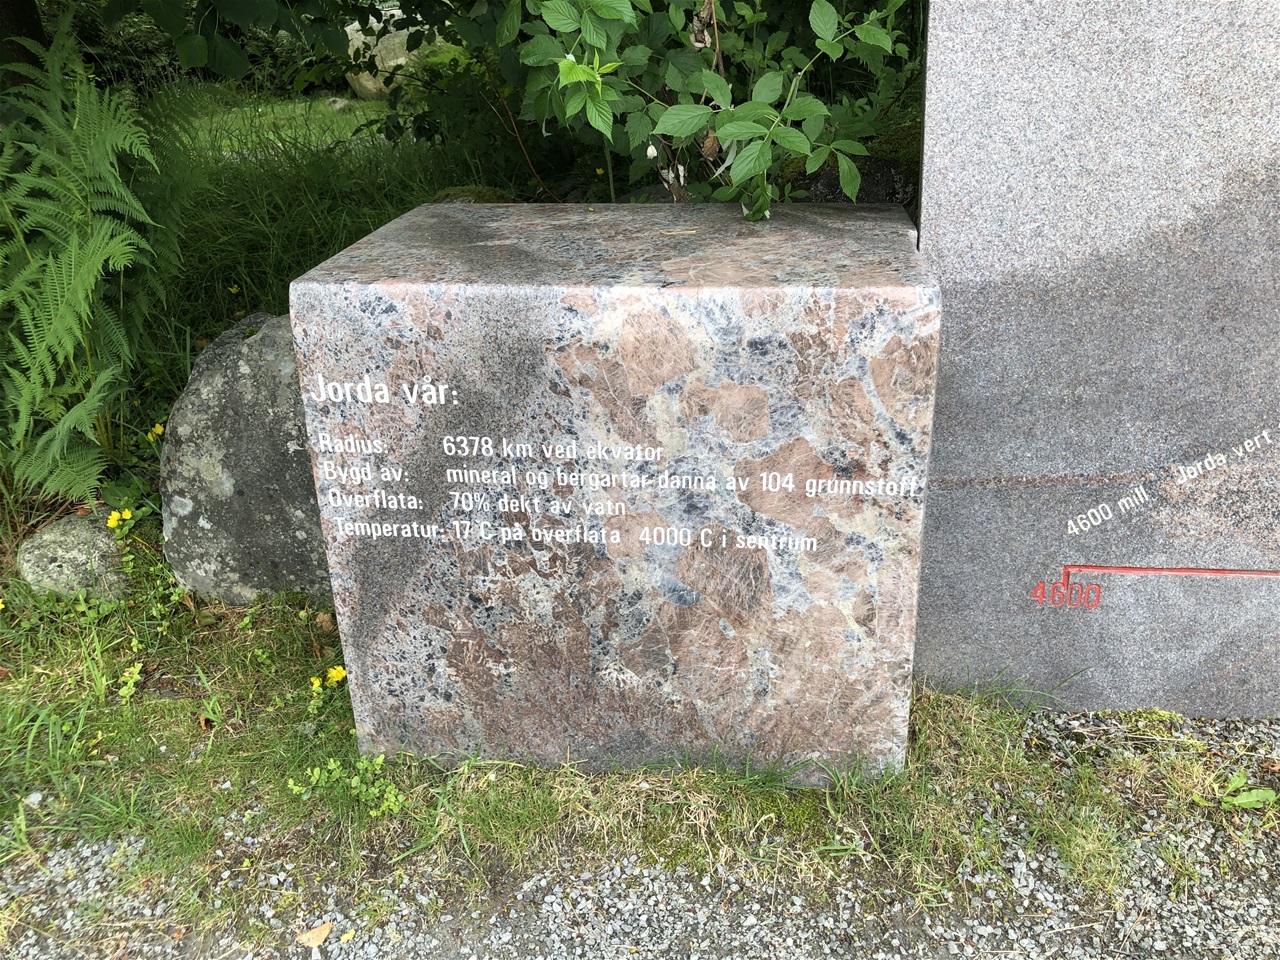 Jorda vår:
Radius: 6378 km ved ekvator
Bygd av: mineral og bergartar danna av 104 grunnstoff
Overflata: 70% dekt av vatn
Temperatur: 17 C på overflata 4000 C i sentrum
4600 mill. Jorda vert
4600